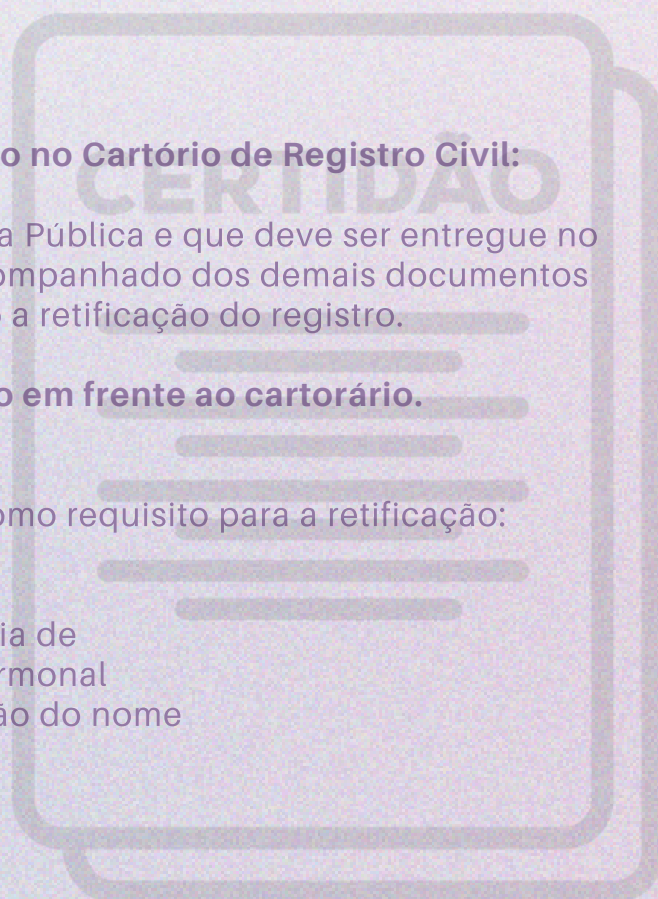 o no Cartório de Registro Civil:
CERTIDÃO
a Pública e que deve ser entregue no
ompanhado dos demais documentos
o a retificação do registro.
o em frente ao cartorário.
omo requisito para a retificação:
ia de
rmonal
ão do nome